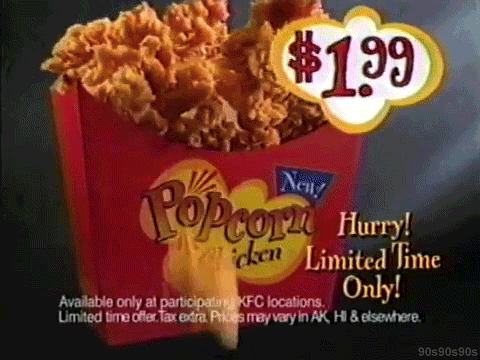 $1.99
New!
Popcorn
Chicken
Hurry!
Limited Time
Only!
Available only at participating KFC locations.
Limited time offer. Tax extra. Prices may vary in AK, HI & elsewhere.
90s90s90s